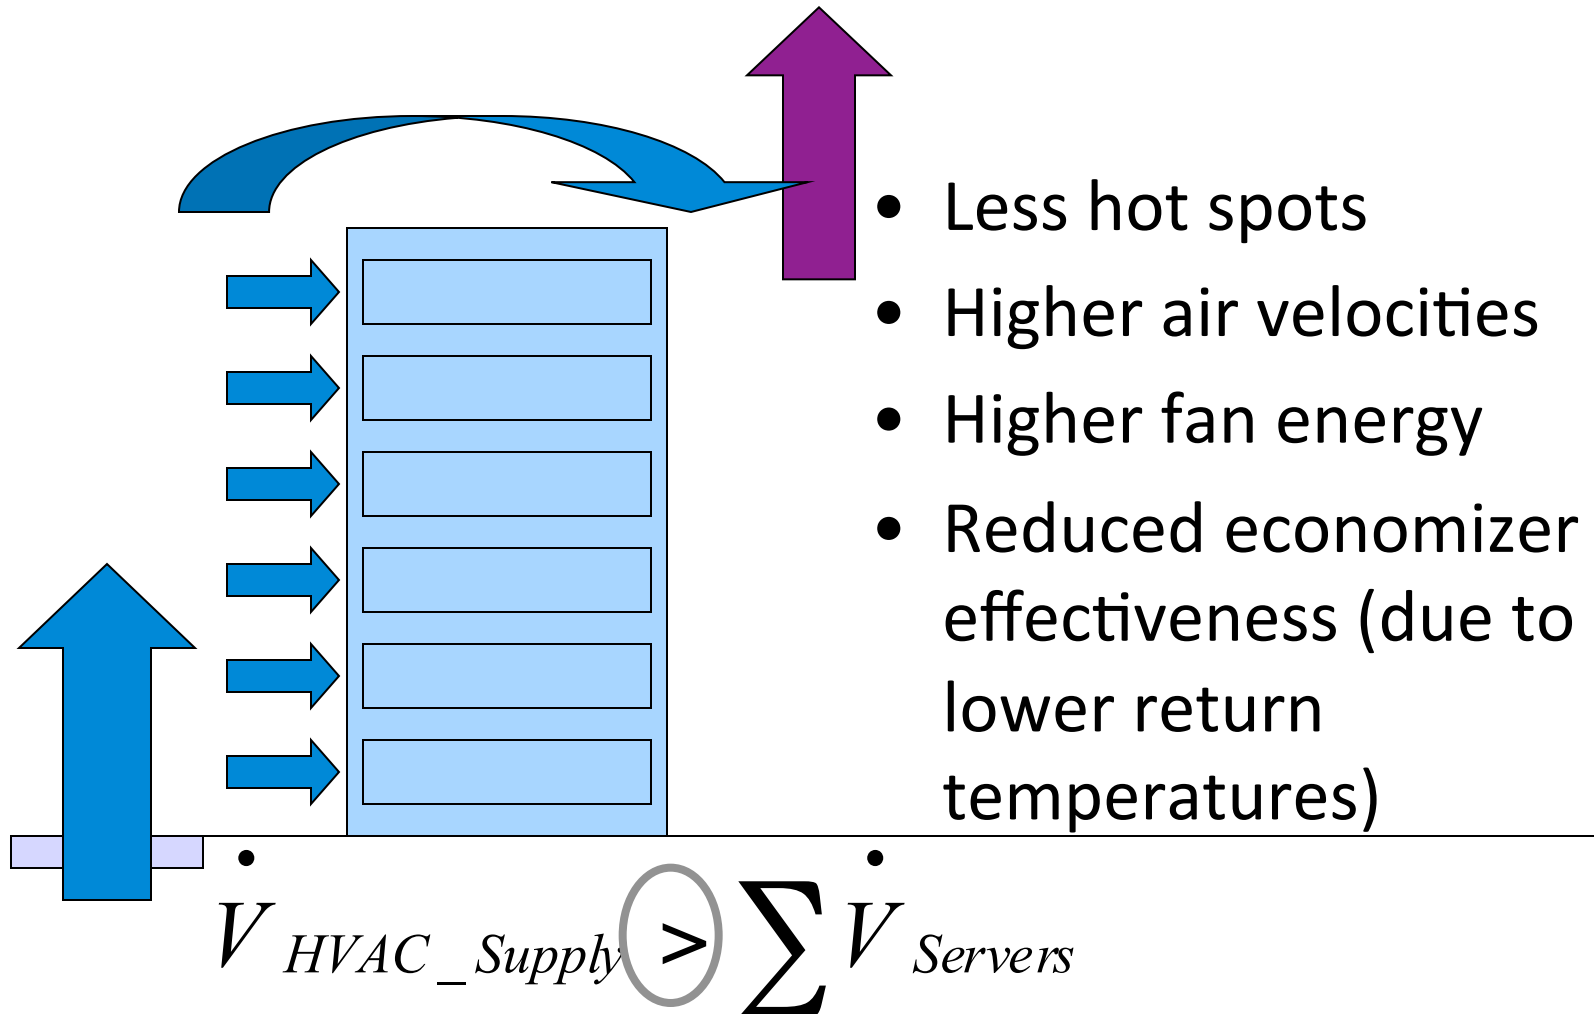 • Less hot spots
• Higher air velocities
• Higher fan energy
• Reduced economizer
effectiveness (due to
lower return
temperatures)
V̇ HVAC_Supply > ∑ V̇ Servers